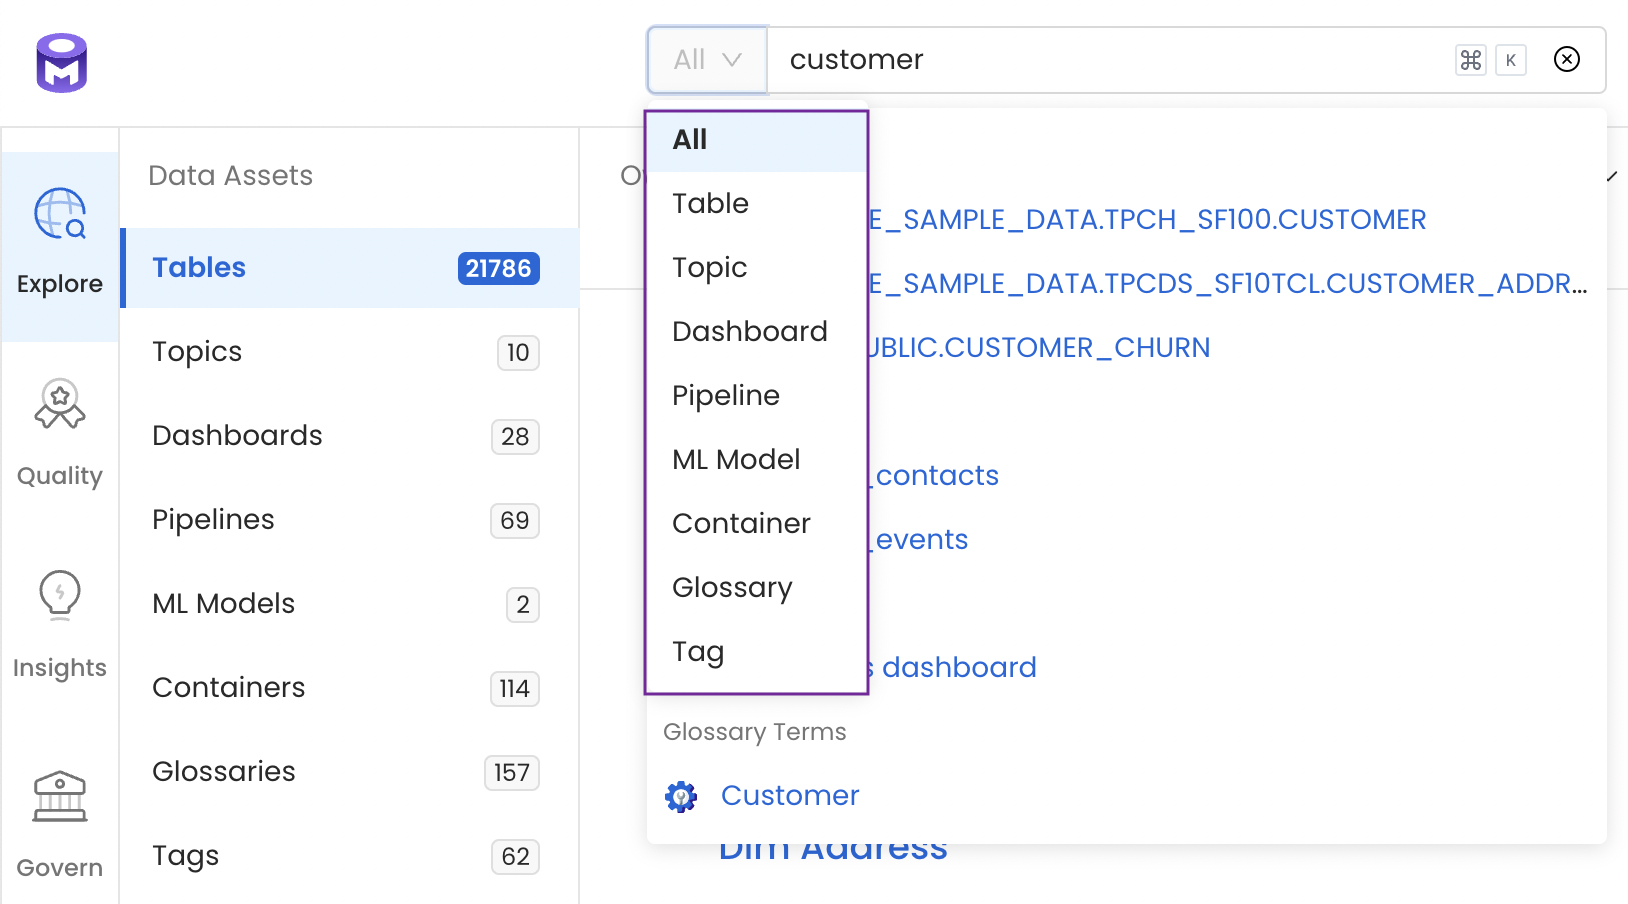 All
customer
⌘ K
Explore
Quality
Insights
Govern
Data Assets
Tables 21786
Topics 10
Dashboards 28
Pipelines 69
ML Models 2
Containers 114
Glossaries 157
Tags 62
All
Table
Topic
Dashboard
Pipeline
ML Model
Container
Glossary
Tag
E_SAMPLE_DATA.TPCH_SF100.CUSTOMER
E_SAMPLE_DATA.TPCDS_SF10TCL.CUSTOMER_ADDR...
UBLIC.CUSTOMER_CHURN
_contacts
_events
s dashboard
Glossary Terms
Customer
Dim Address